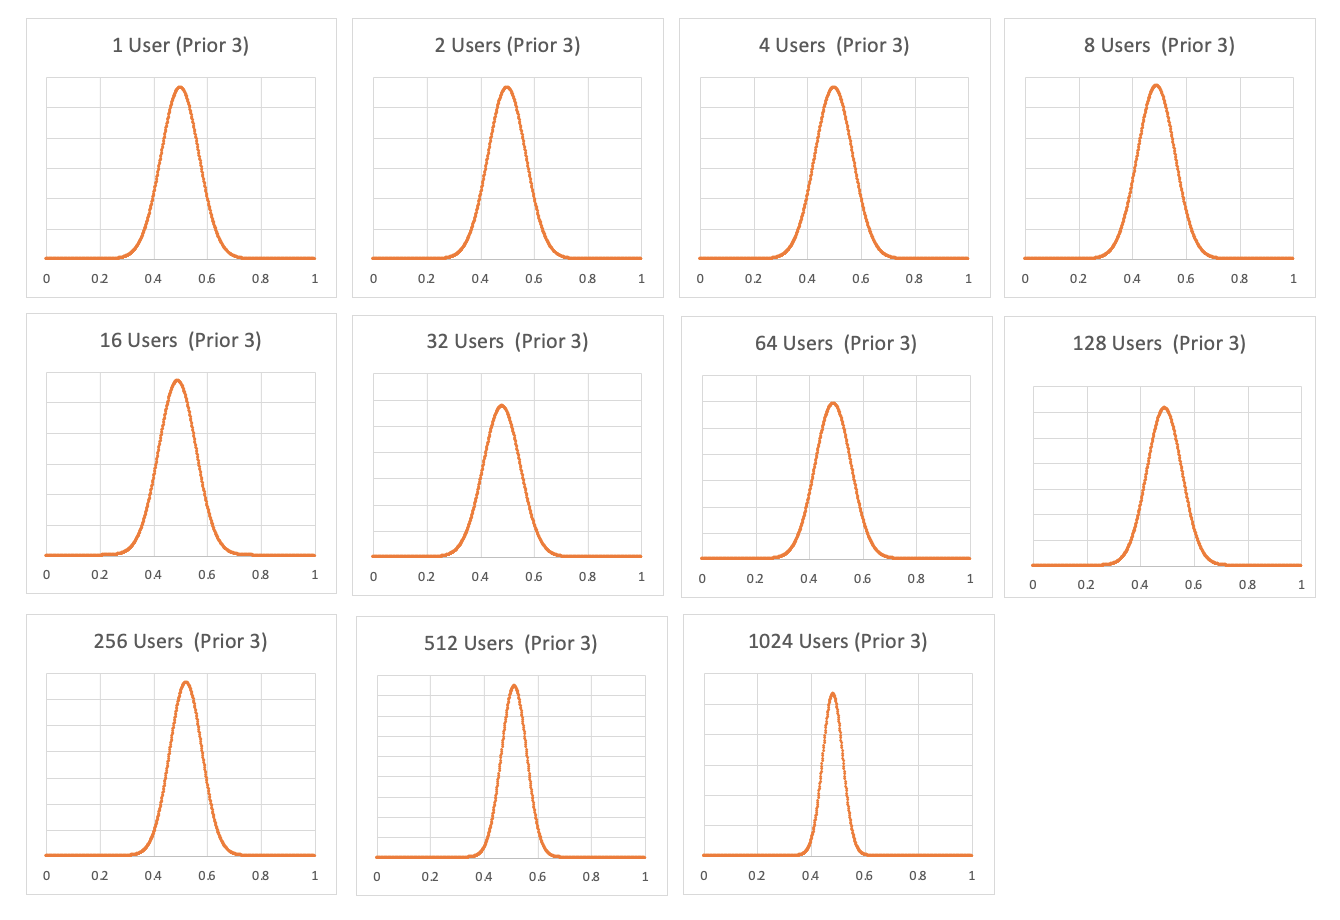 1 User (Prior 3)
0 0.2 0.4 0.6 0.8 1
2 Users (Prior 3)
0 0.2 0.4 0.6 0.8 1
4 Users  (Prior 3)
0 0.2 0.4 0.6 0.8 1
8 Users  (Prior 3)
0 0.2 0.4 0.6 0.8 1
16 Users  (Prior 3)
0 0.2 0.4 0.6 0.8 1
32 Users  (Prior 3)
0 0.2 0.4 0.6 0.8 1
64 Users  (Prior 3)
0 0.2 0.4 0.6 0.8 1
128 Users  (Prior 3)
0 0.2 0.4 0.6 0.8 1
256 Users  (Prior 3)
0 0.2 0.4 0.6 0.8 1
512 Users  (Prior 3)
0 0.2 0.4 0.6 0.8 1
1024 Users (Prior 3)
0 0.2 0.4 0.6 0.8 1